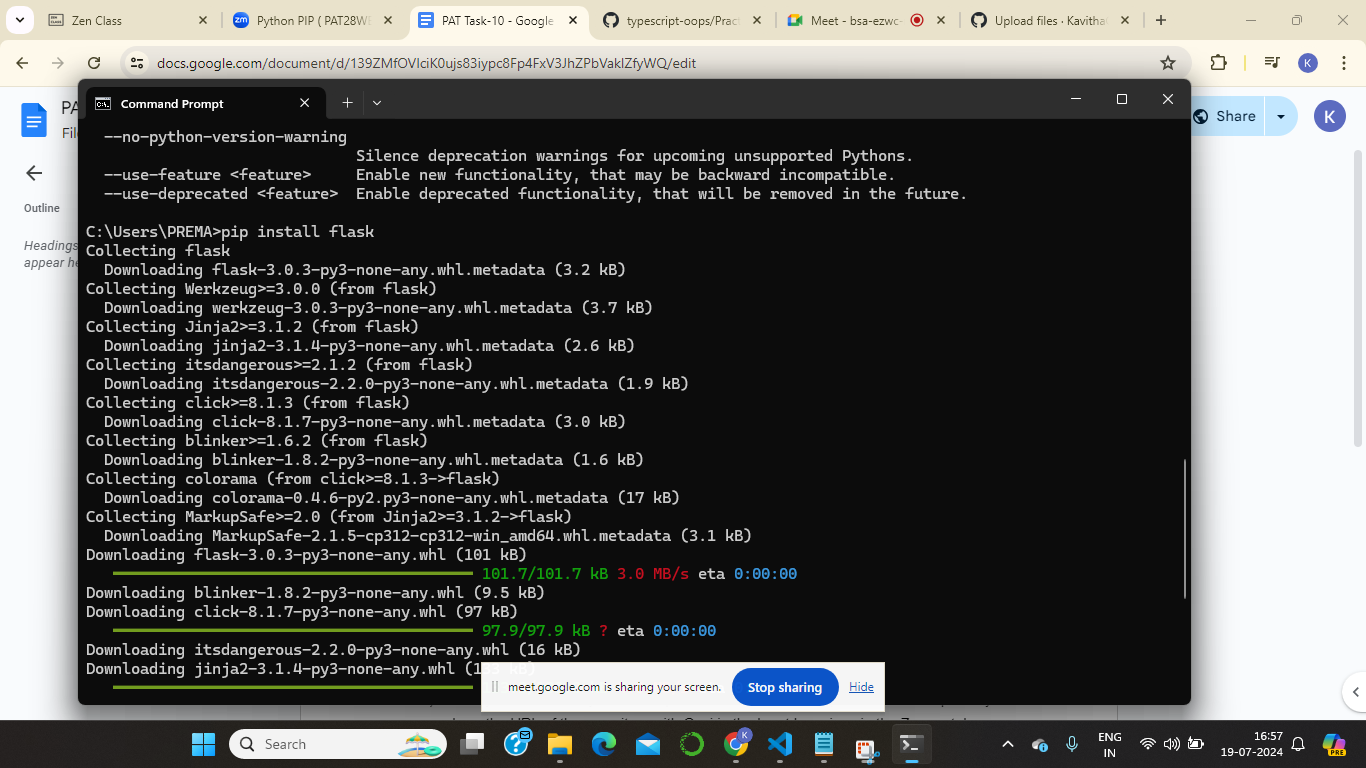 Zen Class
Python PIP ( PAT28WE
PAT Task-10 - Google
typescript-oops/Pract
Meet - bsa-ezwc-
Upload files · Kavithal
docs.google.com/document/d/139ZMfOVIciK0ujs83iypc8Fp4FxV3JhZPbVaklZfyWQ/edit
K
Command Prompt
Share
K
Outline
Headings
appear he
--no-python-version-warning
Silence deprecation warnings for upcoming unsupported Pythons.
--use-feature <feature> Enable new functionality, that may be backward incompatible.
--use-deprecated <feature> Enable deprecated functionality, that will be removed in the future.
C:\Users\PREMA>pip install flask
Collecting flask
Downloading flask-3.0.3-py3-none-any.whl.metadata (3.2 kB)
Collecting Werkzeug>=3.0.0 (from flask)
Downloading werkzeug-3.0.3-py3-none-any.whl.metadata (3.7 kB)
Collecting Jinja2>=3.1.2 (from flask)
Downloading jinja2-3.1.4-py3-none-any.whl.metadata (2.6 kB)
Collecting itsdangerous>=2.1.2 (from flask)
Downloading itsdangerous-2.2.0-py3-none-any.whl.metadata (1.9 kB)
Collecting click>=8.1.3 (from flask)
Downloading click-8.1.7-py3-none-any.whl.metadata (3.0 kB)
Collecting blinker>=1.6.2 (from flask)
Downloading blinker-1.8.2-py3-none-any.whl.metadata (1.6 kB)
Collecting colorama (from click>=8.1.3->flask)
Downloading colorama-0.4.6-py2.py3-none-any.whl.metadata (17 kB)
Collecting MarkupSafe>=2.0 (from Jinja2>=3.1.2->flask)
Downloading MarkupSafe-2.1.5-cp312-cp312-win_amd64.whl.metadata (3.1 kB)
Downloading flask-3.0.3-py3-none-any.whl (101 kB)
101.7/101.7 kB 3.0 MB/s eta 0:00:00
Downloading blinker-1.8.2-py3-none-any.whl (9.5 kB)
Downloading click-8.1.7-py3-none-any.whl (97 kB)
97.9/97.9 kB ? eta 0:00:00
Downloading itsdangerous-2.2.0-py3-none-any.whl (16 kB)
Downloading jinja2-3.1.4-py3-none-any.whl
meet.google.com is sharing your screen.
Stop sharing
Hide
Search
ENG
IN
16:57
19-07-2024